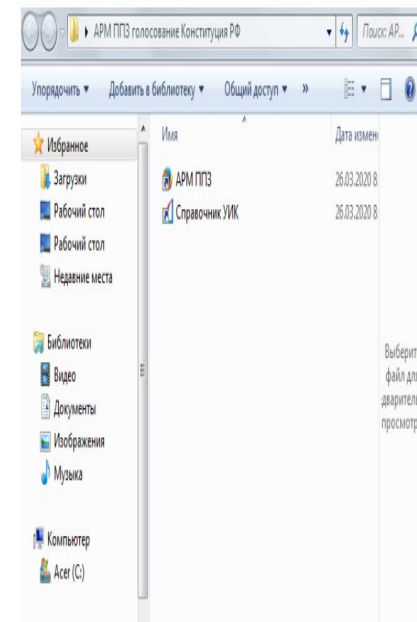 АРМ ППЗ голосование Конституция РФ
Поиск: АР...
Упорядочить Добавить в библиотеку Общий доступ »
Избранное
Загрузки
Рабочий стол
Рабочий стол
Недавние места
Библиотеки
Видео
Документы
Изображения
Музыка
Компьютер
Acer (C:)
Имя Дата измен
АРМ ППЗ 26.03.2020 8
Справочник УИК 26.03.2020 8
Выберит
файл для
дварителы
просмотр